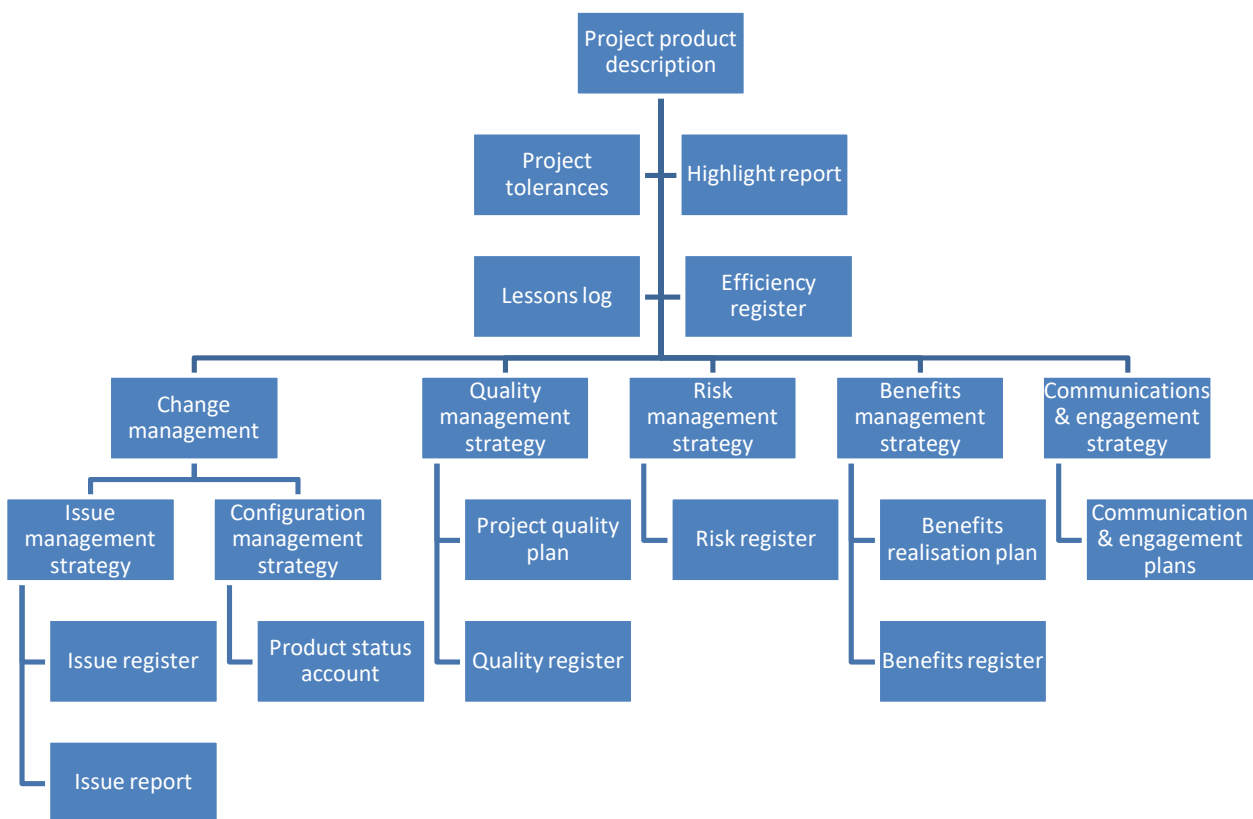 Project product
description
Project
tolerances
Highlight report
Lessons log
Efficiency
register
Change
management
Quality
management
strategy
Risk
management
strategy
Benefits
management
strategy
Communications
& engagement
strategy
Issue
management
strategy
Configuration
management
strategy
Project quality
plan
Risk register
Benefits
realisation plan
Communication
& engagement
plans
Issue register
Product status
account
Quality register
Benefits register
Issue report